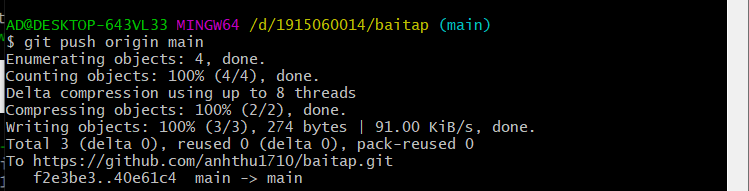 AD@DESKTOP-643VL33 MINGW64 /d/1915060014/baitap (main)
$ git push origin main
Enumerating objects: 4, done.
Counting objects: 100% (4/4), done.
Delta compression using up to 8 threads
Compressing objects: 100% (2/2), done.
Writing objects: 100% (3/3), 274 bytes | 91.00 KiB/s, done.
Total 3 (delta 0), reused 0 (delta 0), pack-reused 0
To https://github.com/anhthu1710/baitap.git
   f2e3be3..40e61c4  main -> main